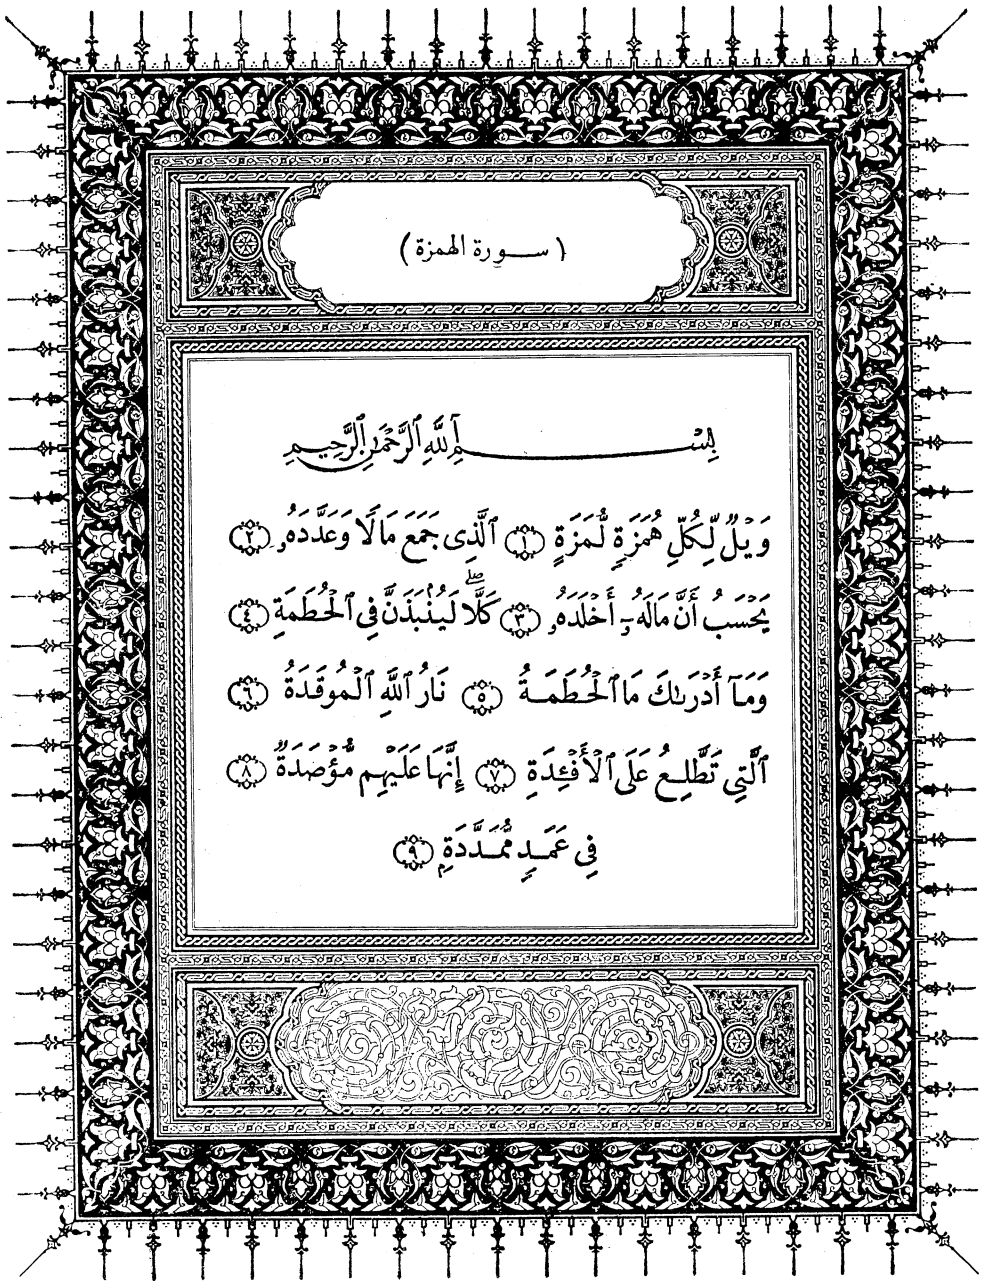 ( سورة الهمزة )
بِسْمِ ٱللَّهِ ٱلرَّحْمَٰنِ ٱلرَّحِيمِ
وَيْلٌ لِّكُلِّ هُمَزَةٍ لُّمَزَةٍ ١ ٱلَّذِى جَمَعَ مَالًا وَعَدَّدَهُۥ ٢
يَحْسَبُ أَنَّ مَالَهُۥٓ أَخْلَدَهُۥ ٣ كَلَّا ۖ لَيُنۢبَذَنَّ فِى ٱلْحُطَمَةِ ٤
وَمَآ أَدْرَىٰكَ مَا ٱلْحُطَمَةُ ٥ نَارُ ٱللَّهِ ٱلْمُوقَدَةُ ٦
ٱلَّتِى تَطَّلِعُ عَلَى ٱلْأَفْـِٔدَةِ ٧ إِنَّهَا عَلَيْهِم مُّؤْصَدَةٌ ٨
فِى عَمَدٍ مُّمَدَّدَةٍۭ ٩